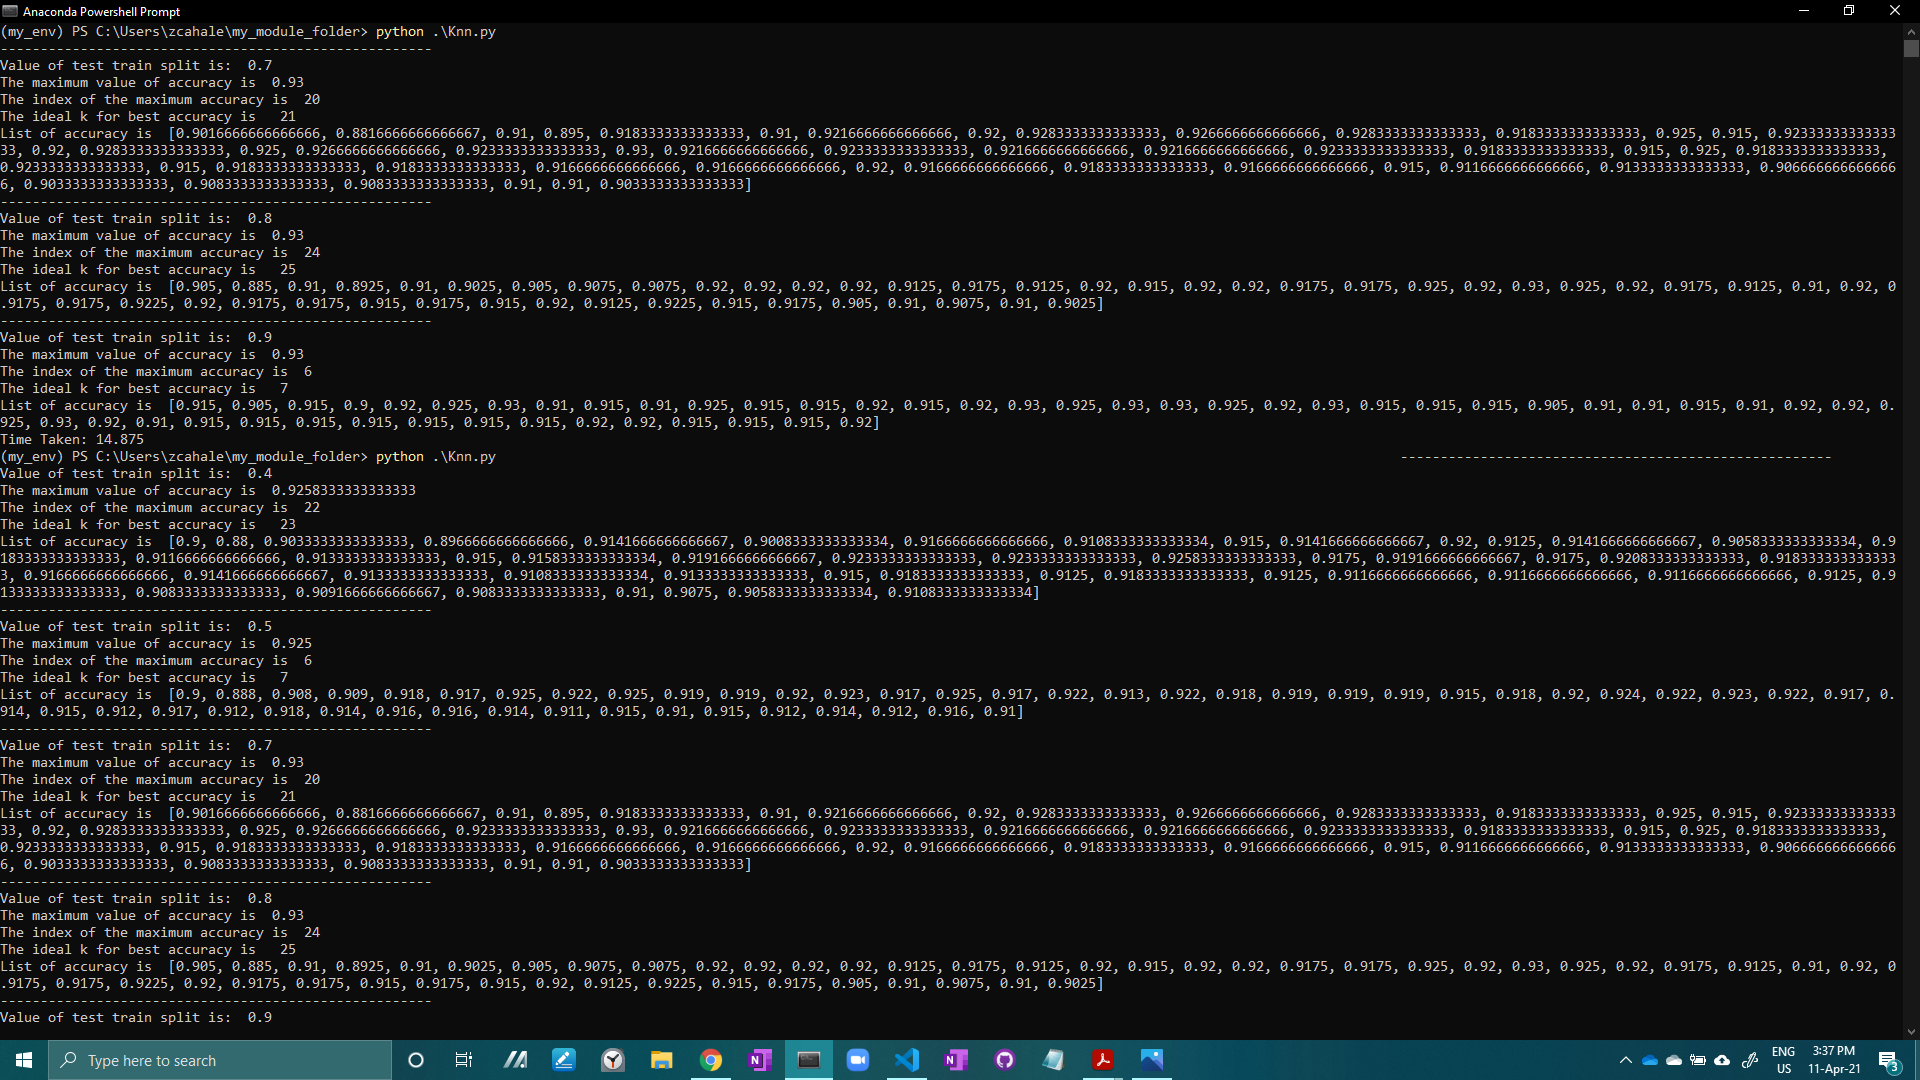 Anaconda Powershell Prompt
(my_env) PS C:\Users\zcahale\my_module_folder> python .\Knn.py
------------------------------------------------------
Value of test train split is:  0.7
The maximum value of accuracy is  0.93
The index of the maximum accuracy is  20
The ideal k for best accuracy is   21
List of accuracy is  [0.9016666666666666, 0.8816666666666667, 0.91, 0.895, 0.9183333333333333, 0.91, 0.9216666666666666, 0.92, 0.9283333333333333, 0.9266666666666666, 0.9283333333333333, 0.9183333333333333, 0.925, 0.915, 0.923333333333333
33, 0.92, 0.9283333333333333, 0.925, 0.9266666666666666, 0.9233333333333333, 0.93, 0.9216666666666666, 0.9233333333333333, 0.9216666666666666, 0.9216666666666666, 0.9233333333333333, 0.9183333333333333, 0.915, 0.925, 0.9183333333333333,
0.9233333333333333, 0.915, 0.9183333333333333, 0.9183333333333333, 0.9166666666666666, 0.9166666666666666, 0.92, 0.9166666666666666, 0.9183333333333333, 0.9166666666666666, 0.915, 0.9116666666666666, 0.9133333333333333, 0.906666666666666
6, 0.9033333333333333, 0.9083333333333333, 0.9083333333333333, 0.91, 0.91, 0.9033333333333333]
------------------------------------------------------
Value of test train split is:  0.8
The maximum value of accuracy is  0.93
The index of the maximum accuracy is  24
The ideal k for best accuracy is   25
List of accuracy is  [0.905, 0.885, 0.91, 0.8925, 0.91, 0.9025, 0.905, 0.9075, 0.9075, 0.92, 0.92, 0.92, 0.92, 0.9125, 0.9175, 0.9125, 0.92, 0.915, 0.92, 0.92, 0.9175, 0.9175, 0.925, 0.92, 0.93, 0.925, 0.92, 0.9175, 0.9125, 0.91, 0.92, 0
.9175, 0.9175, 0.9225, 0.92, 0.9175, 0.9175, 0.915, 0.9175, 0.915, 0.92, 0.9125, 0.9225, 0.915, 0.9175, 0.905, 0.91, 0.9075, 0.91, 0.9025]
------------------------------------------------------
Value of test train split is:  0.9
The maximum value of accuracy is  0.93
The index of the maximum accuracy is  6
The ideal k for best accuracy is   7
List of accuracy is  [0.915, 0.905, 0.915, 0.9, 0.92, 0.925, 0.93, 0.91, 0.915, 0.91, 0.925, 0.915, 0.915, 0.92, 0.915, 0.92, 0.93, 0.925, 0.93, 0.93, 0.925, 0.92, 0.93, 0.915, 0.915, 0.915, 0.905, 0.91, 0.91, 0.915, 0.91, 0.92, 0.92, 0.
925, 0.93, 0.92, 0.91, 0.915, 0.915, 0.915, 0.915, 0.915, 0.915, 0.915, 0.92, 0.92, 0.915, 0.915, 0.915, 0.92]
Time Taken: 14.875
(my_env) PS C:\Users\zcahale\my_module_folder> python .\Knn.py ------------------------------------------------------
Value of test train split is:  0.4
The maximum value of accuracy is  0.9258333333333333
The index of the maximum accuracy is  22
The ideal k for best accuracy is   23
List of accuracy is  [0.9, 0.88, 0.9033333333333333, 0.8966666666666666, 0.9141666666666667, 0.9008333333333334, 0.9166666666666666, 0.9108333333333334, 0.915, 0.9141666666666667, 0.92, 0.9125, 0.9141666666666667, 0.9058333333333334, 0.9
183333333333333, 0.9116666666666666, 0.9133333333333333, 0.915, 0.9158333333333334, 0.9191666666666667, 0.9233333333333333, 0.9233333333333333, 0.9258333333333333, 0.9175, 0.9191666666666667, 0.9175, 0.9208333333333333, 0.918333333333333
3, 0.9166666666666666, 0.9141666666666667, 0.9133333333333333, 0.9108333333333334, 0.9133333333333333, 0.915, 0.9183333333333333, 0.9125, 0.9183333333333333, 0.9125, 0.9116666666666666, 0.9116666666666666, 0.9116666666666666, 0.9125, 0.9
133333333333333, 0.9083333333333333, 0.9091666666666667, 0.9083333333333333, 0.91, 0.9075, 0.9058333333333334, 0.9108333333333334]
------------------------------------------------------
Value of test train split is:  0.5
The maximum value of accuracy is  0.925
The index of the maximum accuracy is  6
The ideal k for best accuracy is   7
List of accuracy is  [0.9, 0.888, 0.908, 0.909, 0.918, 0.917, 0.925, 0.922, 0.925, 0.919, 0.919, 0.92, 0.923, 0.917, 0.925, 0.917, 0.922, 0.913, 0.922, 0.918, 0.919, 0.919, 0.919, 0.915, 0.918, 0.92, 0.924, 0.922, 0.923, 0.922, 0.917, 0.
914, 0.915, 0.912, 0.917, 0.912, 0.918, 0.914, 0.916, 0.916, 0.914, 0.911, 0.915, 0.91, 0.915, 0.912, 0.914, 0.912, 0.916, 0.91]
------------------------------------------------------
Value of test train split is:  0.7
The maximum value of accuracy is  0.93
The index of the maximum accuracy is  20
The ideal k for best accuracy is   21
List of accuracy is  [0.9016666666666666, 0.8816666666666667, 0.91, 0.895, 0.9183333333333333, 0.91, 0.9216666666666666, 0.92, 0.9283333333333333, 0.9266666666666666, 0.9283333333333333, 0.9183333333333333, 0.925, 0.915, 0.923333333333333
33, 0.92, 0.9283333333333333, 0.925, 0.9266666666666666, 0.9233333333333333, 0.93, 0.9216666666666666, 0.9233333333333333, 0.9216666666666666, 0.9216666666666666, 0.9233333333333333, 0.9183333333333333, 0.915, 0.925, 0.9183333333333333,
0.9233333333333333, 0.915, 0.9183333333333333, 0.9183333333333333, 0.9166666666666666, 0.9166666666666666, 0.92, 0.9166666666666666, 0.9183333333333333, 0.9166666666666666, 0.915, 0.9116666666666666, 0.9133333333333333, 0.906666666666666
6, 0.9033333333333333, 0.9083333333333333, 0.9083333333333333, 0.91, 0.91, 0.9033333333333333]
------------------------------------------------------
Value of test train split is:  0.8
The maximum value of accuracy is  0.93
The index of the maximum accuracy is  24
The ideal k for best accuracy is   25
List of accuracy is  [0.905, 0.885, 0.91, 0.8925, 0.91, 0.9025, 0.905, 0.9075, 0.9075, 0.92, 0.92, 0.92, 0.92, 0.9125, 0.9175, 0.9125, 0.92, 0.915, 0.92, 0.92, 0.9175, 0.9175, 0.925, 0.92, 0.93, 0.925, 0.92, 0.9175, 0.9125, 0.91, 0.92, 0
.9175, 0.9175, 0.9225, 0.92, 0.9175, 0.9175, 0.915, 0.9175, 0.915, 0.92, 0.9125, 0.9225, 0.915, 0.9175, 0.905, 0.91, 0.9075, 0.91, 0.9025]
------------------------------------------------------
Value of test train split is:  0.9
Type here to search
ENG
US
3:37 PM
11-Apr-21
3